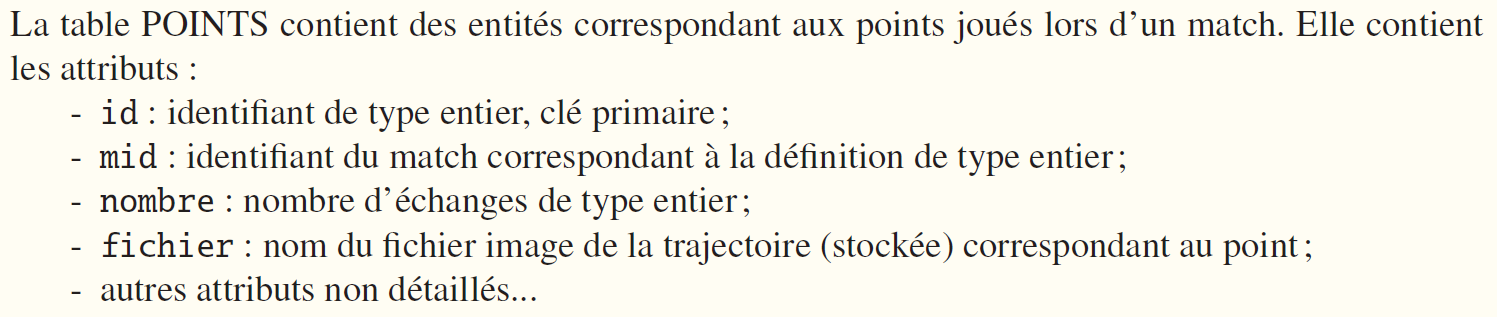 La table POINTS contient des entités correspondant aux points joués lors d’un match. Elle contient
les attributs :
- id : identifiant de type entier, clé primaire ;
- mid : identifiant du match correspondant à la définition de type entier ;
- nombre : nombre d’échanges de type entier ;
- fichier : nom du fichier image de la trajectoire (stockée) correspondant au point ;
- autres attributs non détaillés...